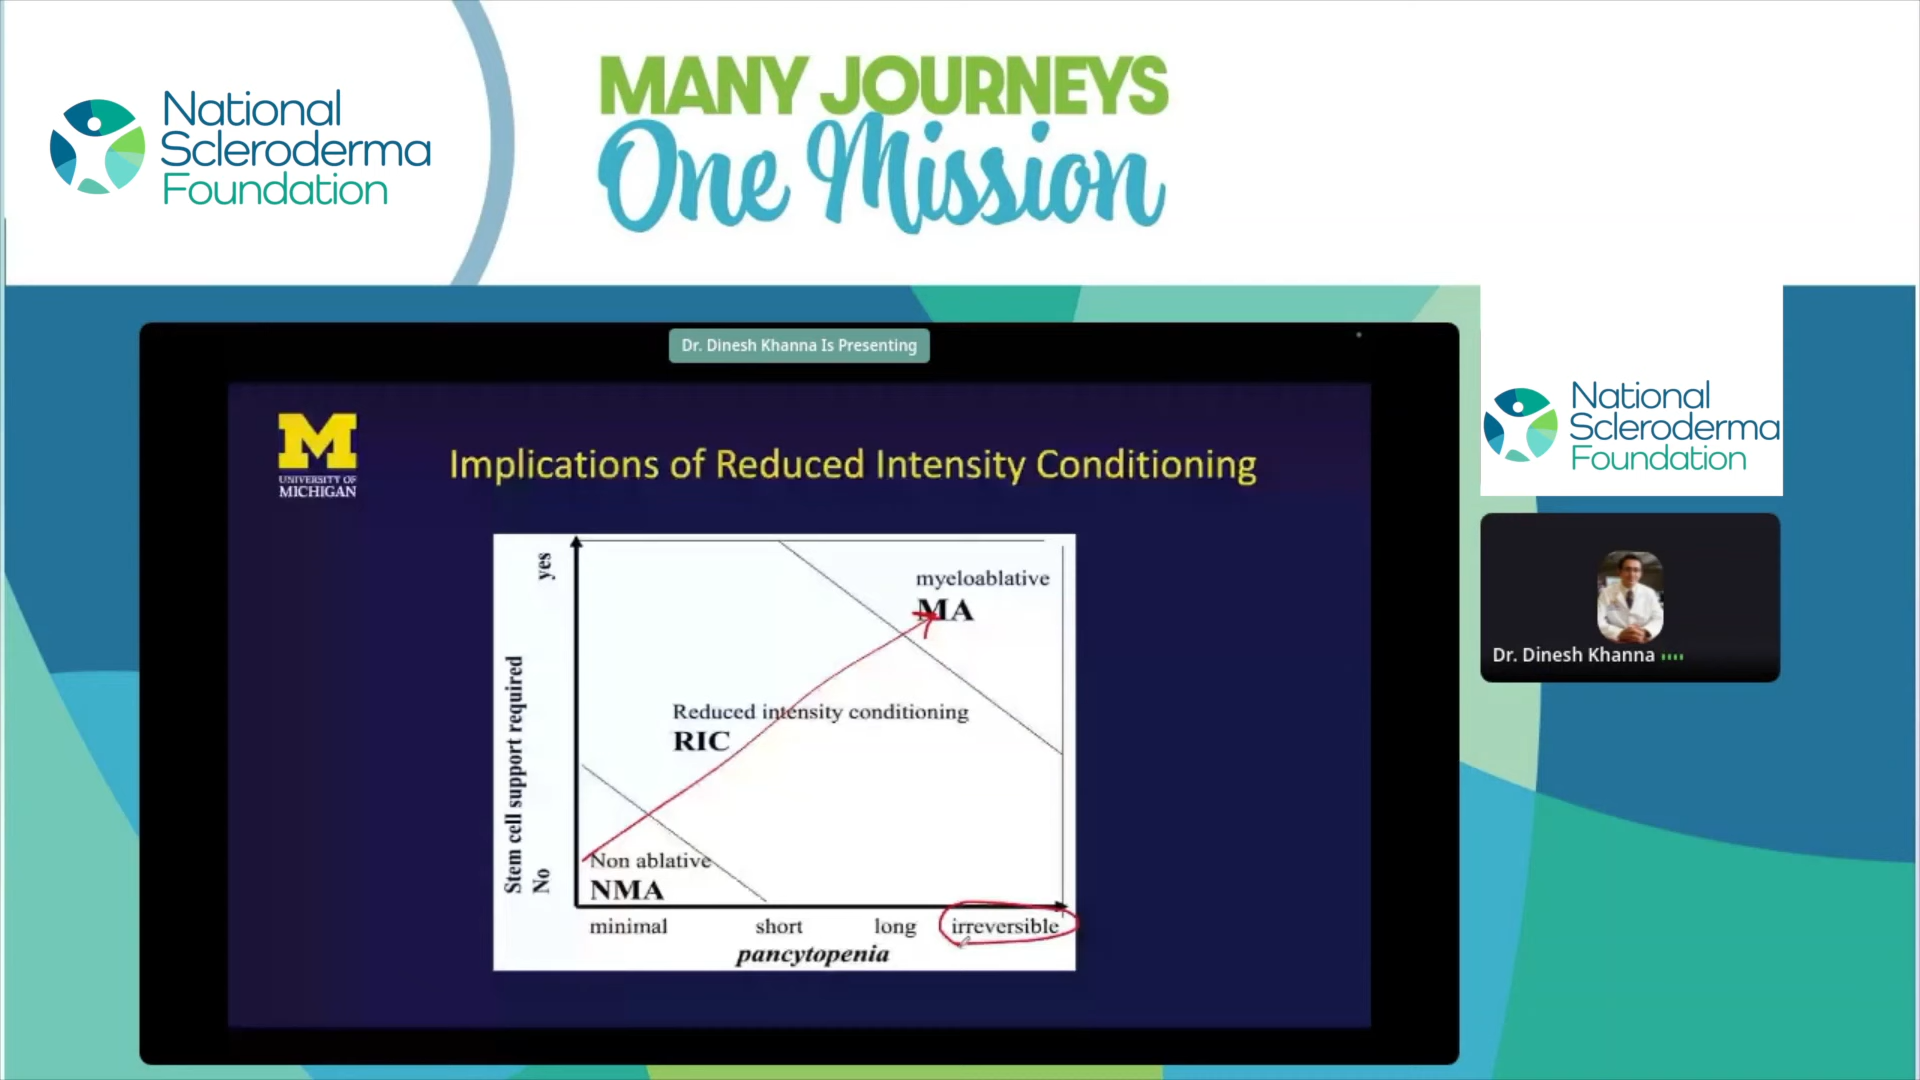 National
Scleroderma
Foundation
MANY JOURNEYS
One Mission
Dr. Dinesh Khanna Is Presenting
M
UNIVERSITY OF
MICHIGAN
Implications of Reduced Intensity Conditioning
yes
Stem cell support required
No
myeloablative
MA
Reduced intensity conditioning
RIC
Non ablative
NMA
minimal short long irreversible
pancytopenia
National
Scleroderma
Foundation
Dr. Dinesh Khanna